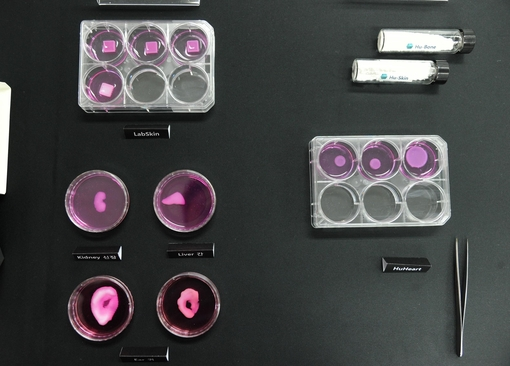 Hu-Bone
Hu-Skin
LabSkin
Kidney 신장
Liver 간
HuHeart